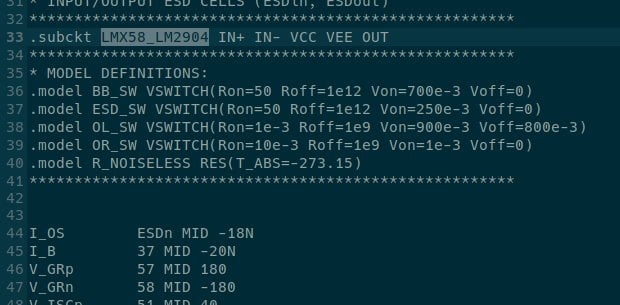 31 * INPUT/OUTPUT ESD CELLS (ESDin, ESDout)
32 ******************************************************
33 .subckt LMX58_LM2904 IN+ IN- VCC VEE OUT
34 ******************************************************
35 * MODEL DEFINITIONS:
36 .model BB_SW VSWITCH(Ron=50 Roff=1e12 Von=700e-3 Voff=0)
37 .model ESD_SW VSWITCH(Ron=50 Roff=1e12 Von=250e-3 Voff=0)
38 .model OL_SW VSWITCH(Ron=1e-3 Roff=1e9 Von=900e-3 Voff=800e-3)
39 .model OR_SW VSWITCH(Ron=10e-3 Roff=1e9 Von=1e-3 Voff=0)
40 .model R_NOISELESS RES(T_ABS=-273.15)
41 ******************************************************
42
43
44 I_OS        ESDn MID -18N
45 I_B         37 MID -20N
46 V_GRp       57 MID 180
47 V_GRn       58 MID -180
48 V_ISCp      51 MID 40